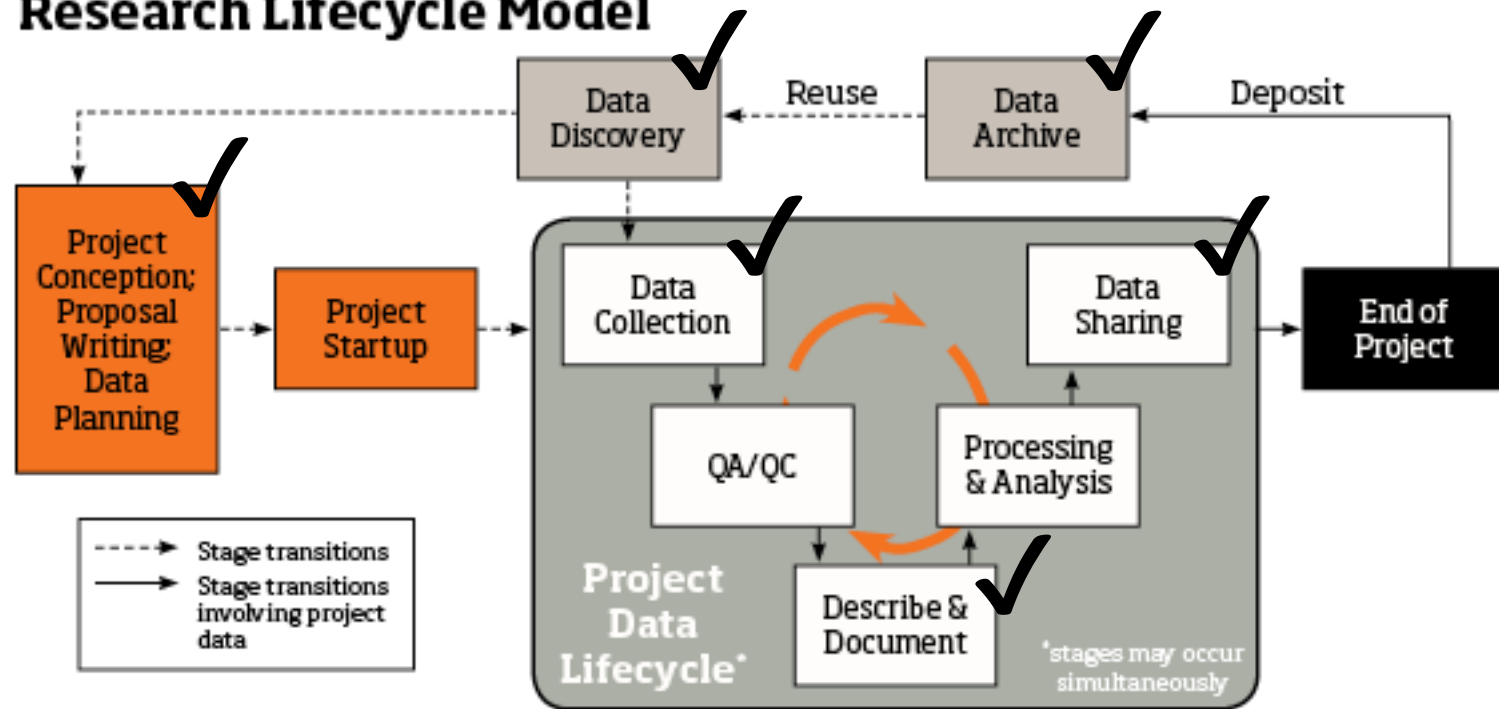 Research Lifecycle Model
Data
Discovery
Reuse
Data
Archive
Deposit
Project
Conception;
Proposal
Writing;
Data
Planning
Project
Startup
Data
Collection
Data
Sharing
End of
Project
QA/QC
Processing
& Analysis
Describe &
Document
Project
Data
Lifecycle*
*stages may occur
simultaneously
Stage transitions
Stage transitions
involving project
data